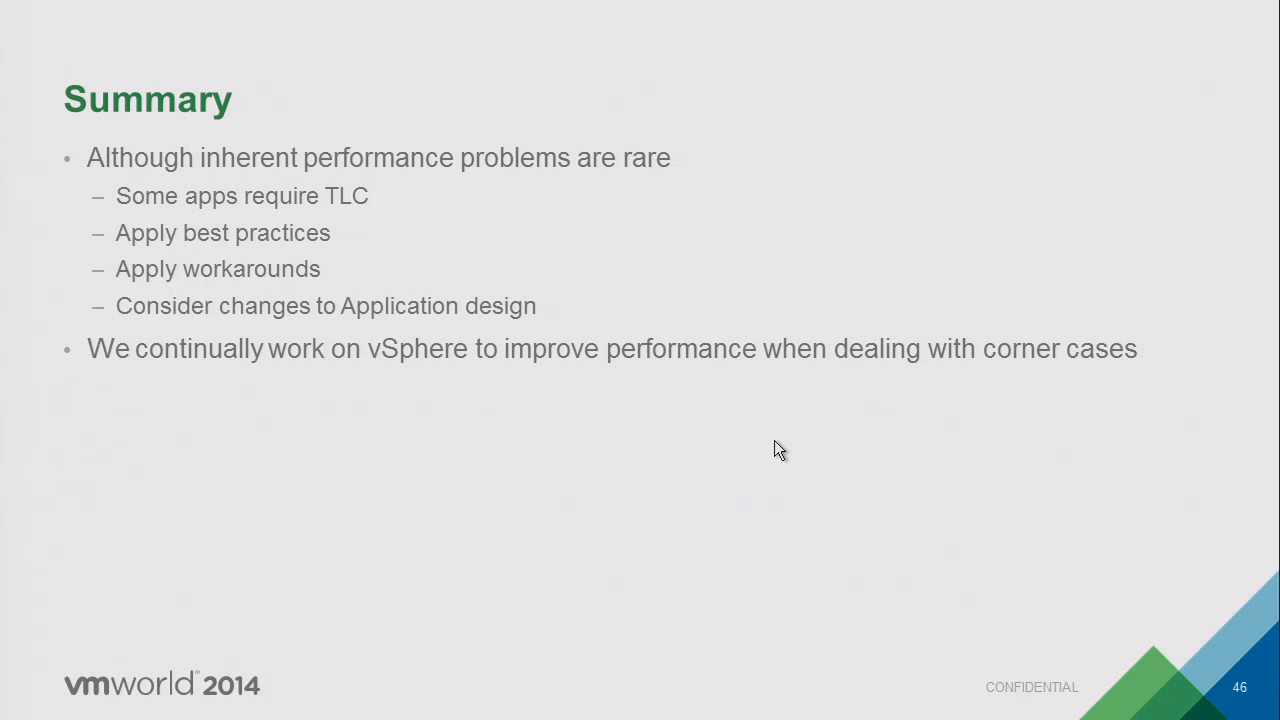 Summary
• Although inherent performance problems are rare
– Some apps require TLC
– Apply best practices
– Apply workarounds
– Consider changes to Application design
• We continually work on vSphere to improve performance when dealing with corner cases
vmworld 2014
CONFIDENTIAL
46